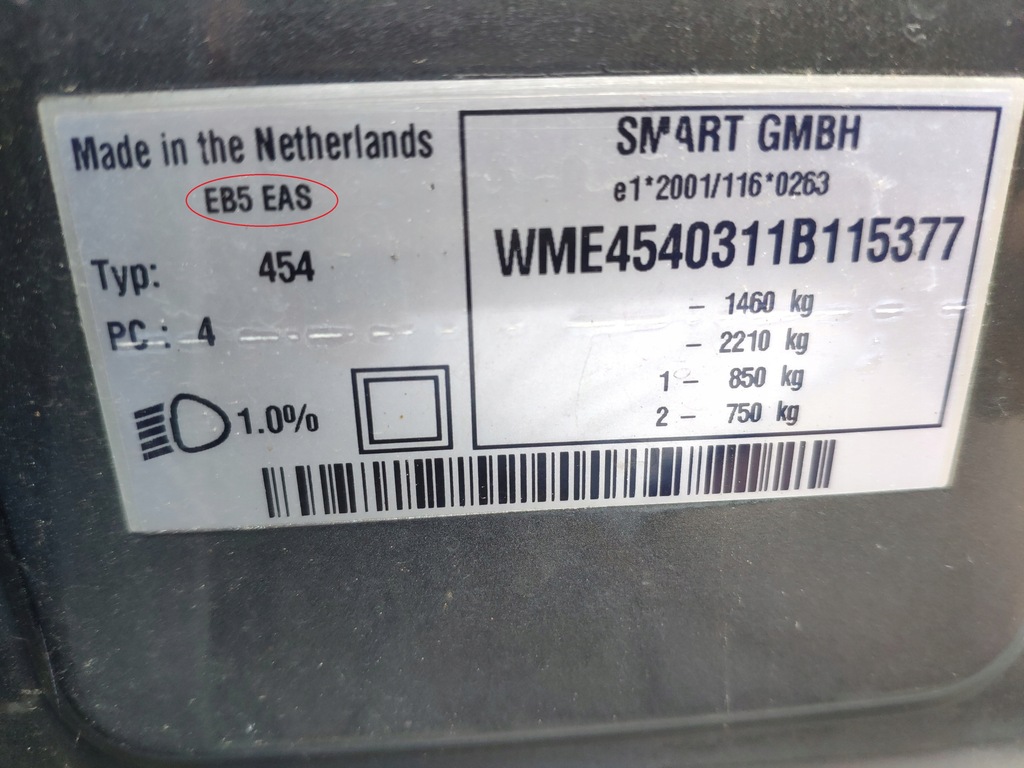 Made in the Netherlands
EB5 EAS
Typ: 454
PC : 4
1.0%
SMART GMBH
e1*2001/116*0263
WME4540311B115377
– 1460 kg
– 2210 kg
1 – 850 kg
2 – 750 kg